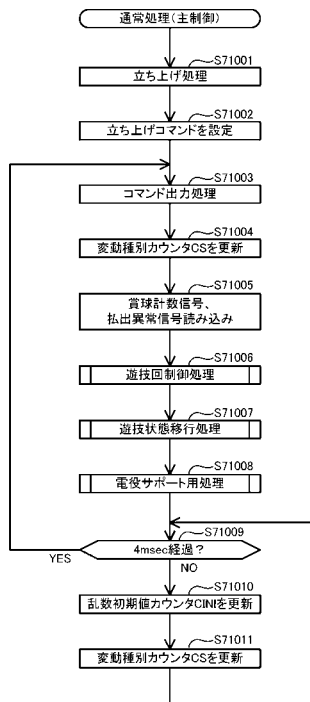 通常処理(主制御)
S71001
立ち上げ処理
S71002
立ち上げコマンドを設定
S71003
コマンド出力処理
S71004
変動種別カウンタCSを更新
S71005
賞球計数信号、
払出異常信号読み込み
S71006
遊技回制御処理
S71007
遊技状態移行処理
S71008
電役サポート用処理
S71009
4msec経過?
YES
NO
S71010
乱数初期値カウンタCINIを更新
S71011
変動種別カウンタCSを更新